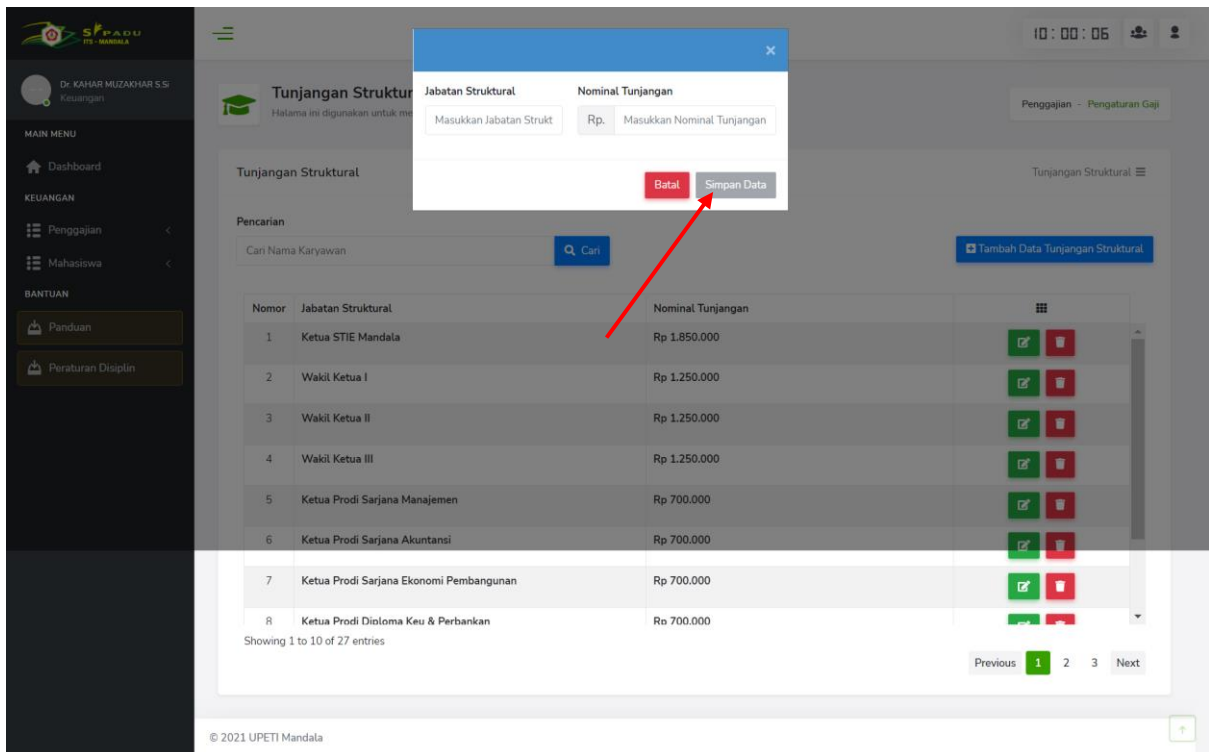 SIPADU
ITS - MANDALA
10:00:06
Dr. KAHAR MUZAKHAR S.Si
Keuangan
MAIN MENU
Dashboard
KEUANGAN
Penggajian
Mahasiswa
BANTUAN
Panduan
Peraturan Disiplin
Tunjangan Struktur
Halama ini digunakan untuk me
Penggajian - Pengaturan Gaji
×
Jabatan Struktural Nominal Tunjangan
Masukkan Jabatan Strukt Rp. Masukkan Nominal Tunjangan
Batal Simpan Data
Tunjangan Struktural Tunjangan Struktural
Pencarian
Cari Nama Karyawan Cari Tambah Data Tunjangan Struktural
Nomor Jabatan Struktural Nominal Tunjangan
1 Ketua STIE Mandala Rp 1.850.000
2 Wakil Ketua I Rp 1.250.000
3 Wakil Ketua II Rp 1.250.000
4 Wakil Ketua III Rp 1.250.000
5 Ketua Prodi Sarjana Manajemen Rp 700.000
6 Ketua Prodi Sarjana Akuntansi Rp 700.000
7 Ketua Prodi Sarjana Ekonomi Pembangunan Rp 700.000
8 Ketua Prodi Diploma Keu & Perbankan Rp 700.000
Showing 1 to 10 of 27 entries
Previous 1 2 3 Next
© 2021 UPETI Mandala